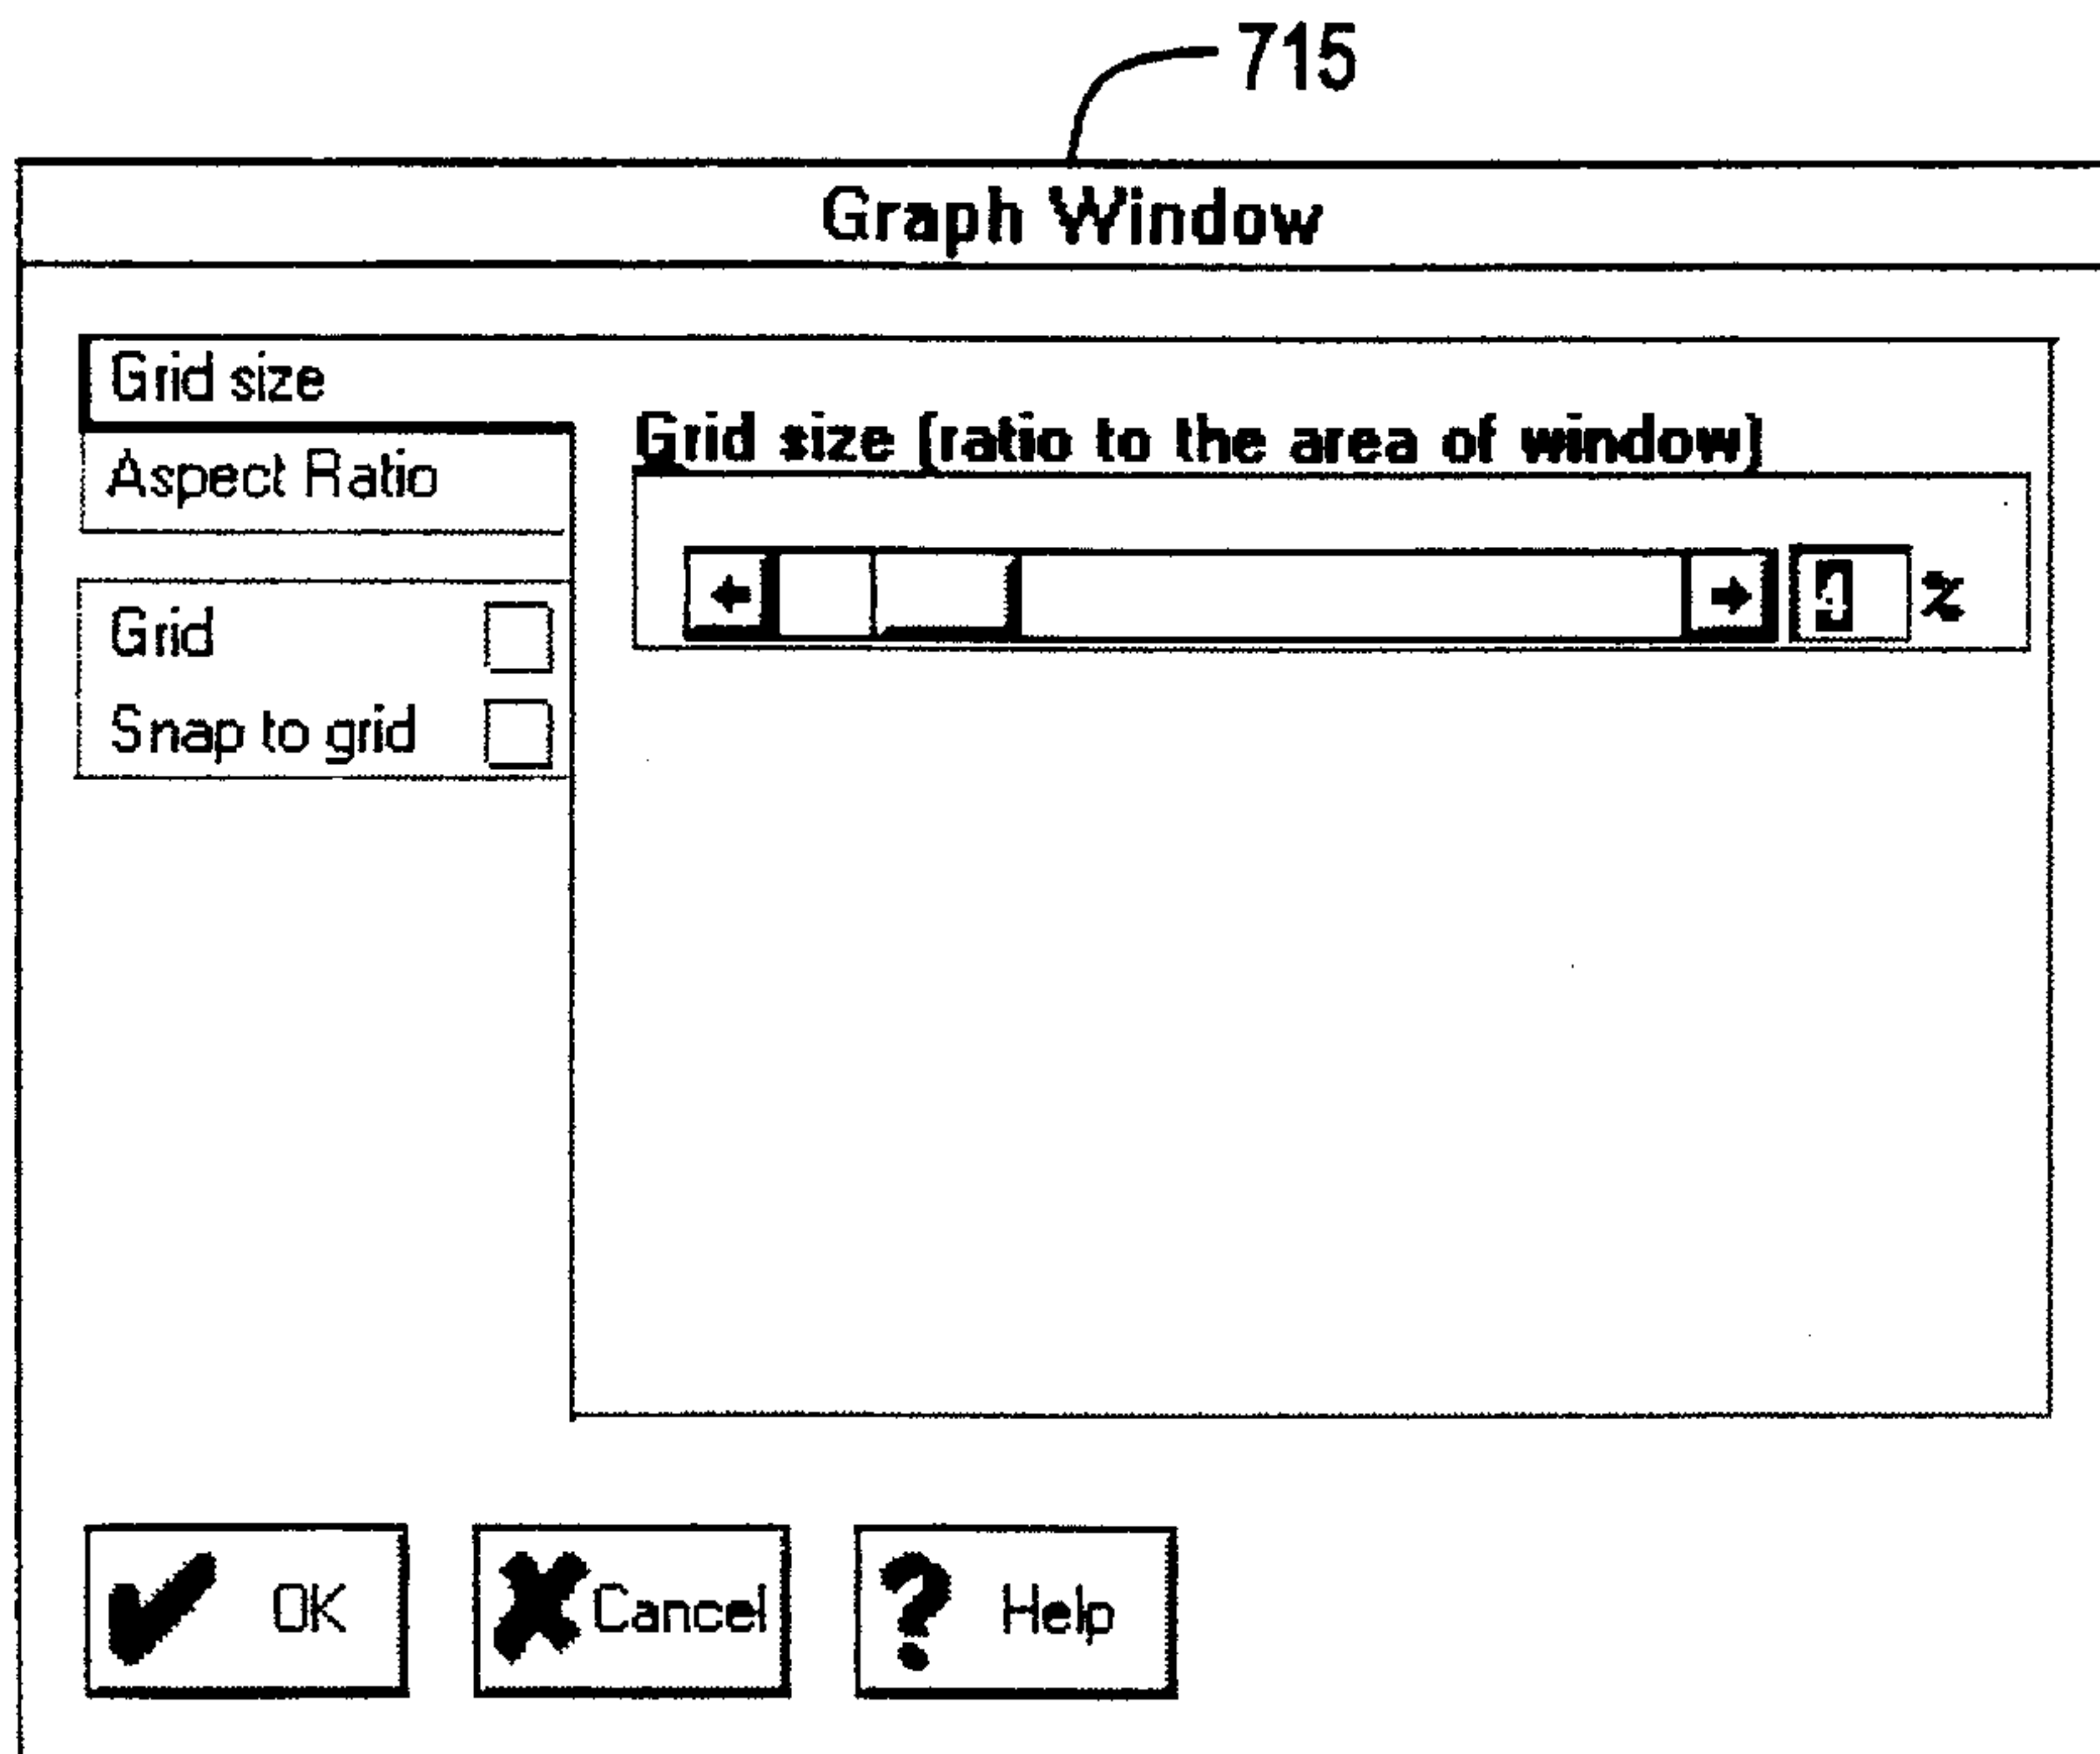 715
Graph Window
Grid size
Aspect Ratio
Grid
Snap to grid
Grid size (ratio to the area of window)
%
OK
Cancel
Help